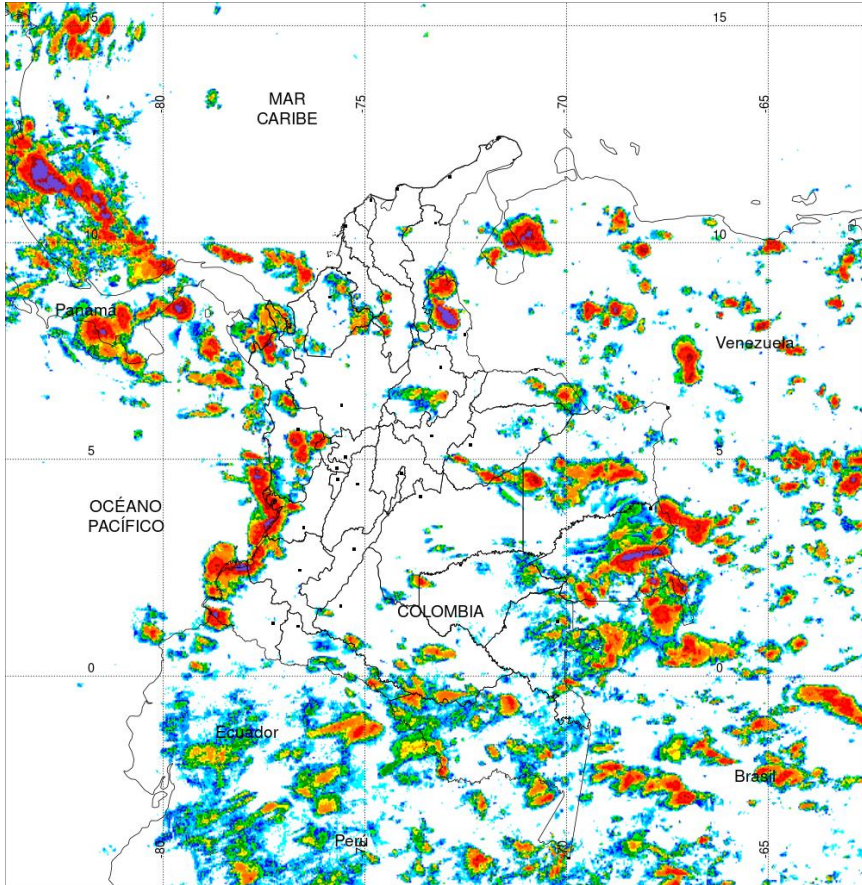 15
15
-80
-75
-70
-65
MAR
CARIBE
10
10
Panamá
Venezuela
5
5
OCÉANO
PACÍFICO
COLOMBIA
0
0
Ecuador
Brasil
Perú
-80
-65